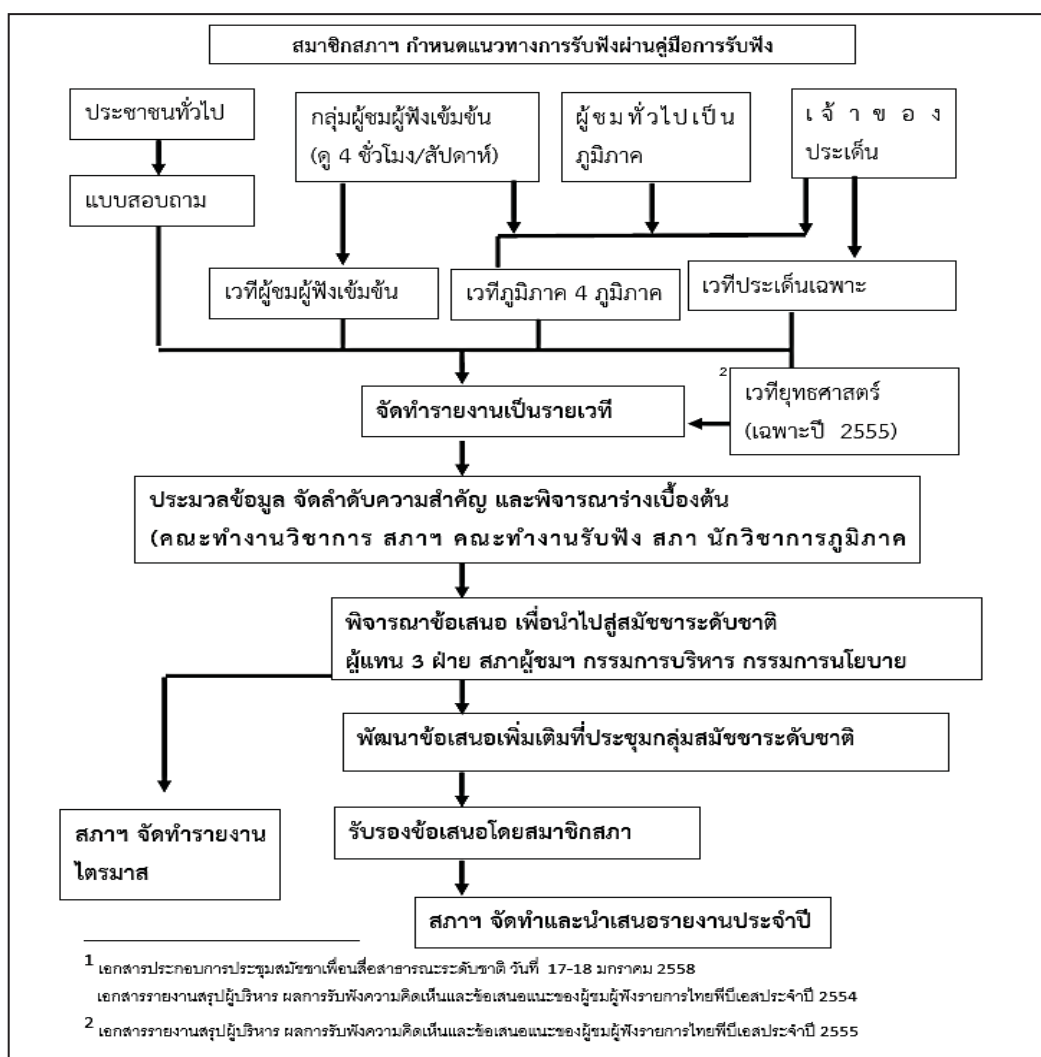 สมาชิกสภาฯ กำหนดแนวทางการรับฟังผ่านคู่มือการรับฟัง
ประชาชนทั่วไป
กลุ่มผู้ชมผู้ฟังเข้มข้น
(ดู 4 ชั่วโมง/สัปดาห์)
ผู้ชมทั่วไปเป็น
ภูมิภาค
เจ้าของ
ประเด็น
แบบสอบถาม
เวทีผู้ชมผู้ฟังเข้มข้น
เวทีภูมิภาค 4 ภูมิภาค
เวทีประเด็นเฉพาะ
2
เวทียุทธศาสตร์
(เฉพาะปี 2555)
จัดทำรายงานเป็นรายเวที
ประมวลข้อมูล จัดลำดับความสำคัญ และพิจารณาร่างเบื้องต้น
(คณะทำงานวิชาการ สภาฯ คณะทำงานรับฟัง สภา นักวิชาการภูมิภาค
พิจารณาข้อเสนอ เพื่อนำไปสู่สมัชชาระดับชาติ
ผู้แทน 3 ฝ่าย สภาผู้ชมฯ กรรมการบริหาร กรรมการนโยบาย
พัฒนาข้อเสนอเพิ่มเติมที่ประชุมกลุ่มสมัชชาระดับชาติ
สภาฯ จัดทำรายงาน
ไตรมาส
รับรองข้อเสนอโดยสมาชิกสภา
สภาฯ จัดทำและนำเสนอรายงานประจำปี
1 เอกสารประกอบการประชุมสมัชชาเพื่อสื่อสาธารณะระดับชาติ วันที่ 17-18 มกราคม 2558
เอกสารรายงานสรุปผู้บริหาร ผลการรับฟังความคิดเห็นและข้อเสนอแนะของผู้ชมผู้ฟังรายการไทยพีบีเอสประจำปี 2554
2 เอกสารรายงานสรุปผู้บริหาร ผลการรับฟังความคิดเห็นและข้อเสนอแนะของผู้ชมผู้ฟังรายการไทยพีบีเอสประจำปี 2555